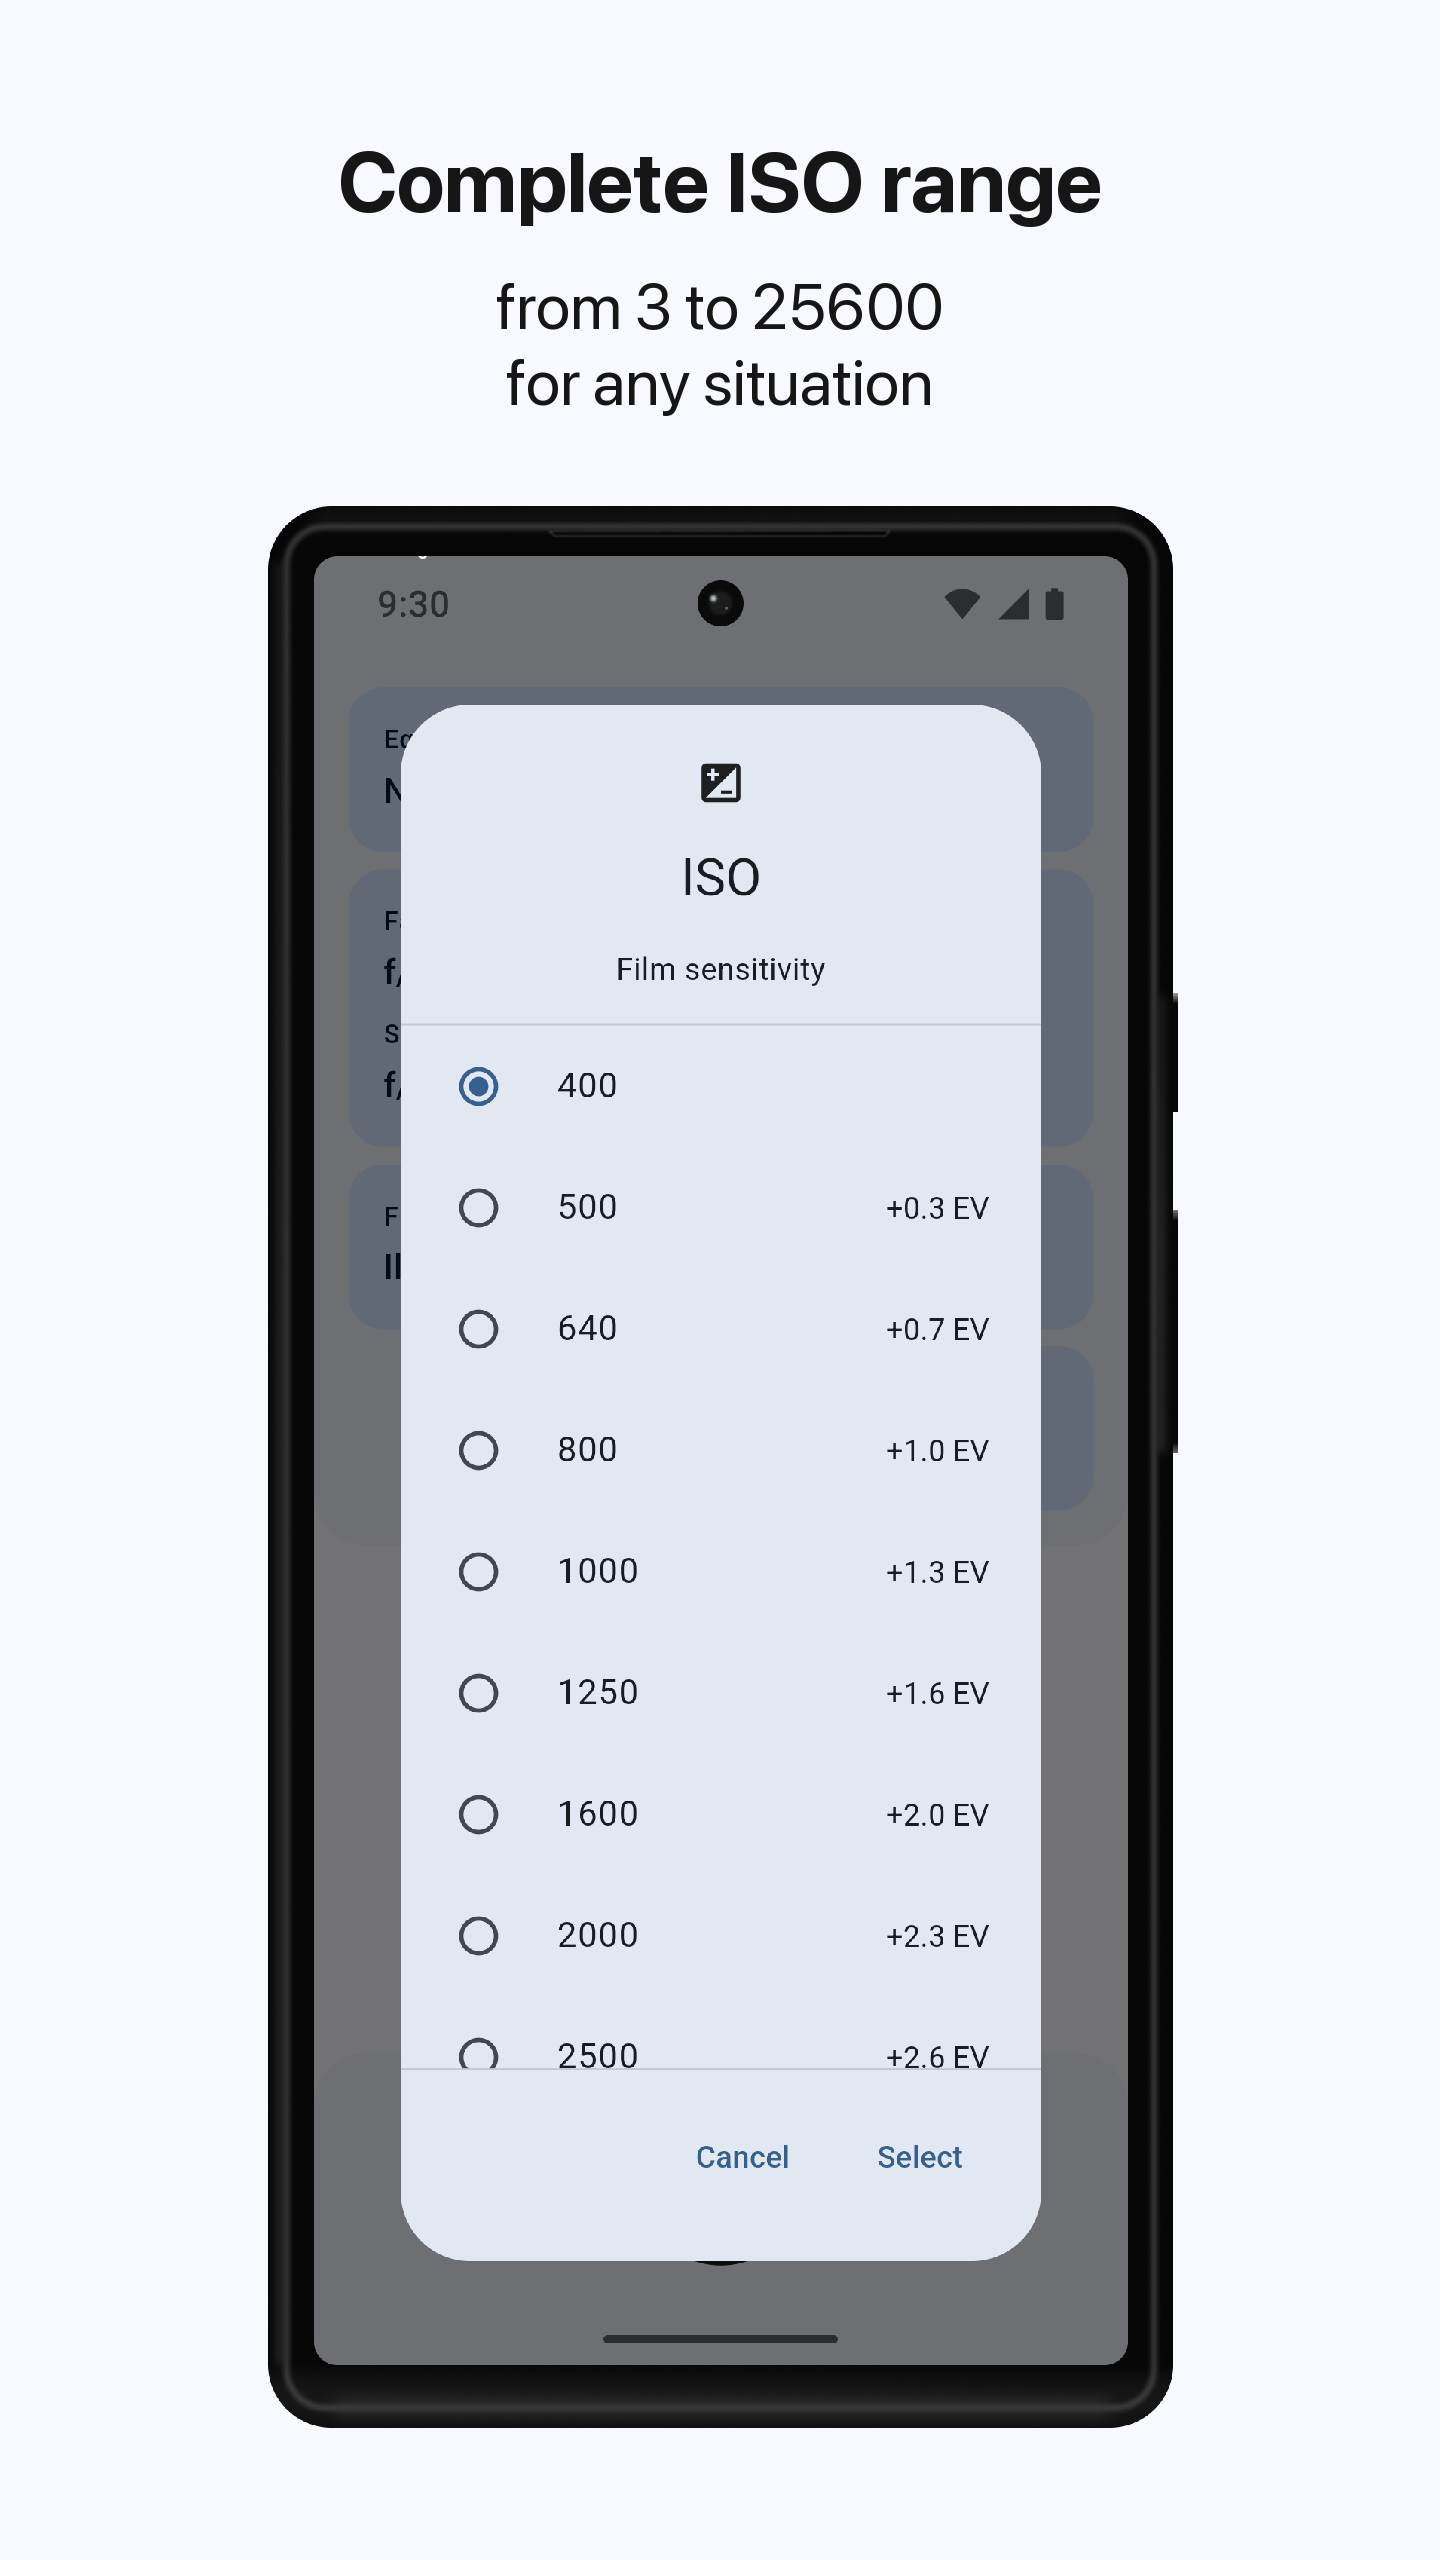 Complete ISO range
from 3 to 25600
for any situation
9:30
ISO
Film sensitivity
400
500 +0.3 EV
640 +0.7 EV
800 +1.0 EV
1000 +1.3 EV
1250 +1.6 EV
1600 +2.0 EV
2000 +2.3 EV
2500 +2.6 EV
Cancel Select